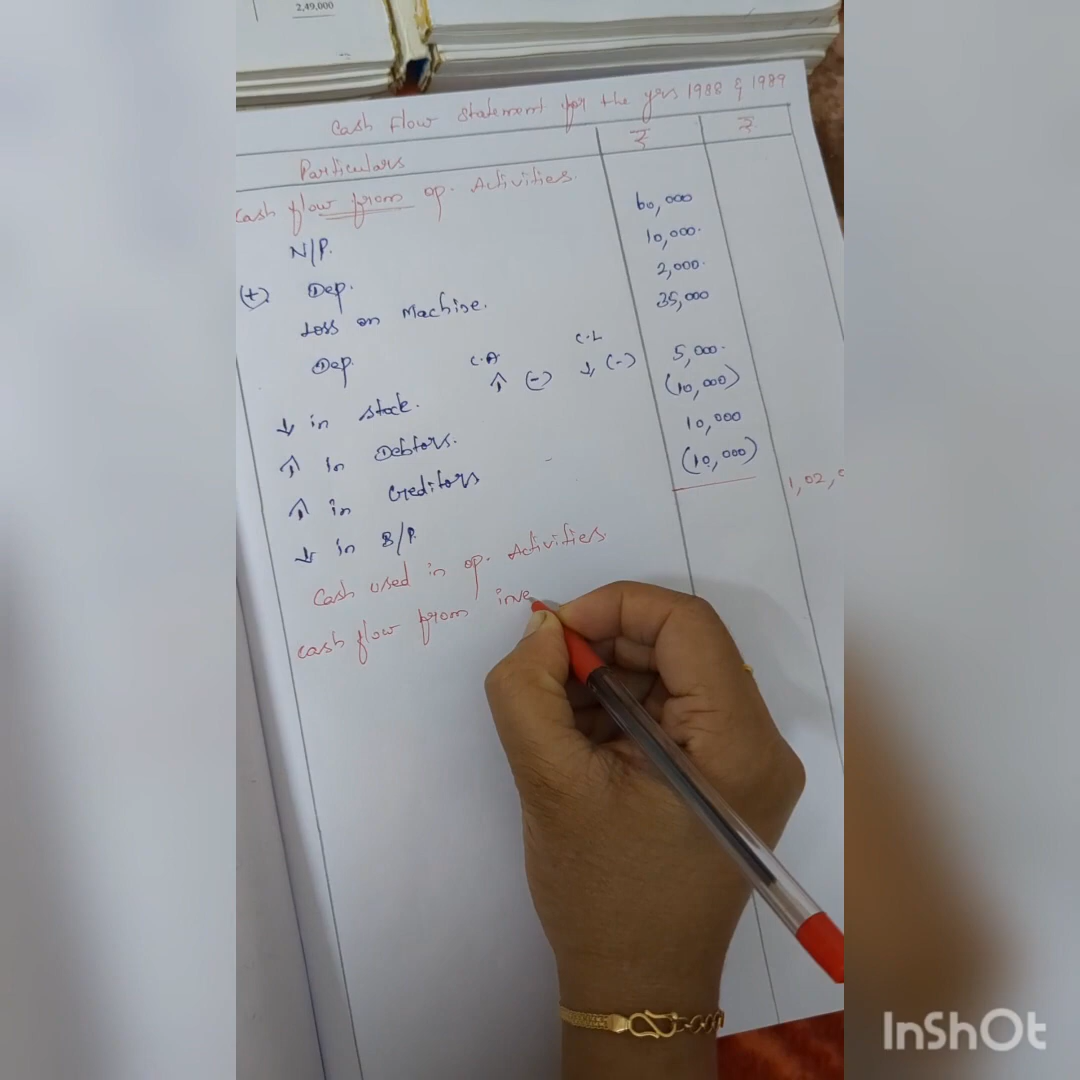 2,49,000
Cash Flow Statement for the yrs 1988 & 1989
Particulars ₹ ₹
Cash flow from op. Activities.
N/P. 60,000
(+) Dep. 10,000.
Loss on Machine. 2,000.
Dep. 35,000
C.A. C.L
↑ (-) ↓ (-)
↓ in stock. 5,000.
↑ in Debtors. (10,000)
↑ in Creditors 10,000
↓ in B/P. (10,000)
Cash used in op. Activities. 1,02,
Cash flow from inve
InShOt